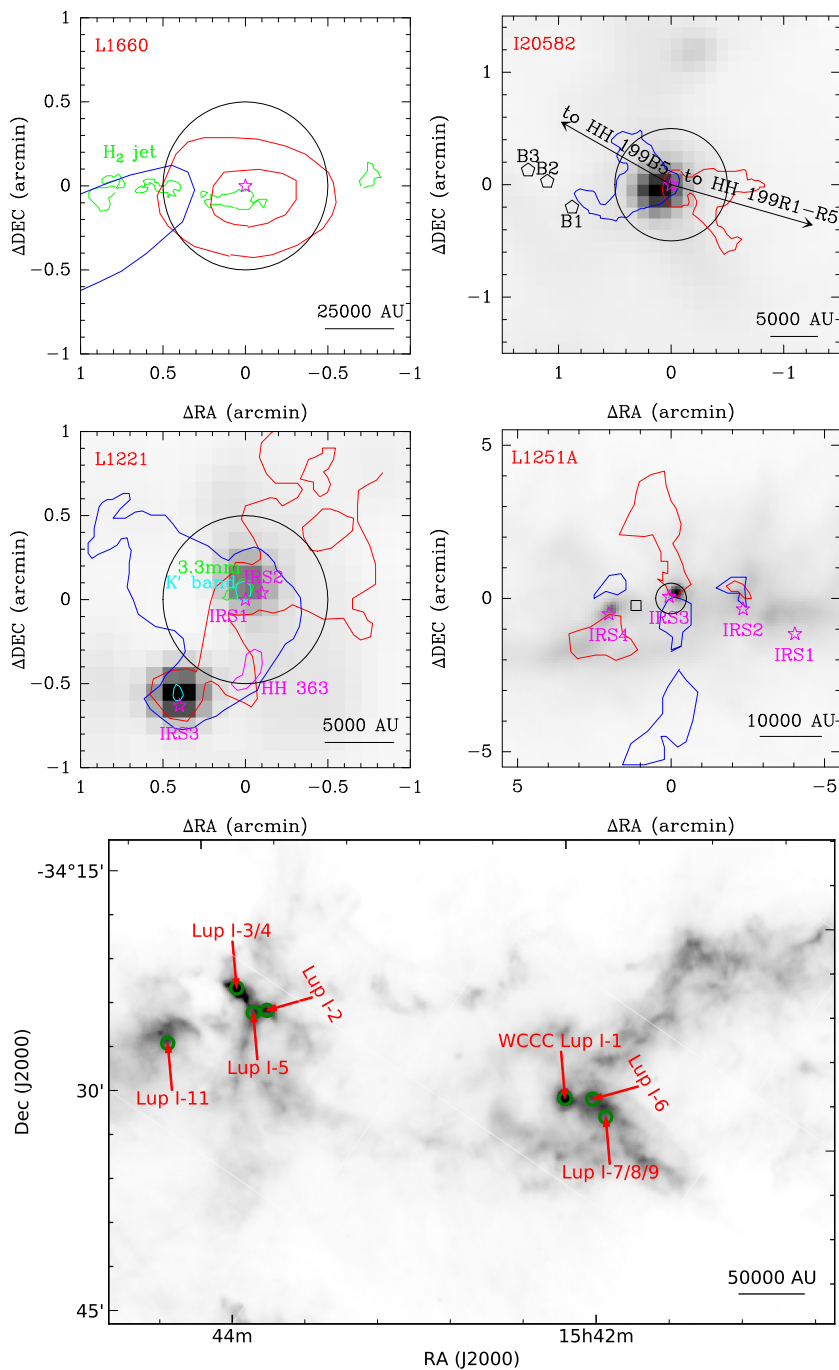 L1660
H₂ jet
25000 AU
ΔDEC (arcmin)
1
0.5
0
−0.5
−1
1
0.5
0
−0.5
−1
ΔRA (arcmin)
I20582
to HH 199B5
to HH 199R1−R5
B3
B2
B1
5000 AU
ΔDEC (arcmin)
1
0
−1
1
0
−1
ΔRA (arcmin)
L1221
3.3mm
K' band
IRS2
IRS1
HH 363
IRS3
5000 AU
ΔDEC (arcmin)
1
0.5
0
−0.5
−1
1
0.5
0
−0.5
−1
ΔRA (arcmin)
L1251A
IRS4
IRS3
IRS2
IRS1
10000 AU
ΔDEC (arcmin)
5
0
−5
5
0
−5
ΔRA (arcmin)
Lup I-3/4
Lup I-2
Lup I-5
Lup I-11
WCCC Lup I-1
Lup I-6
Lup I-7/8/9
50000 AU
Dec (J2000)
-34°15'
30'
45'
44m
15h42m
RA (J2000)